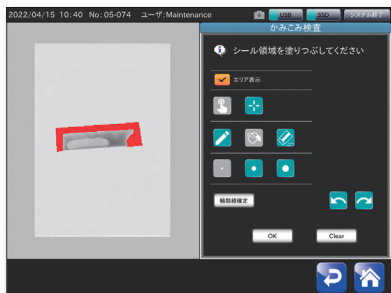 2022/04/15 10:40 No:05-074 ユーザ:Maintenance
USB
SSD
システム終了
かみこみ検査
シール領域を塗りつぶしてください
エリア表示
輪郭線確定
OK
Clear